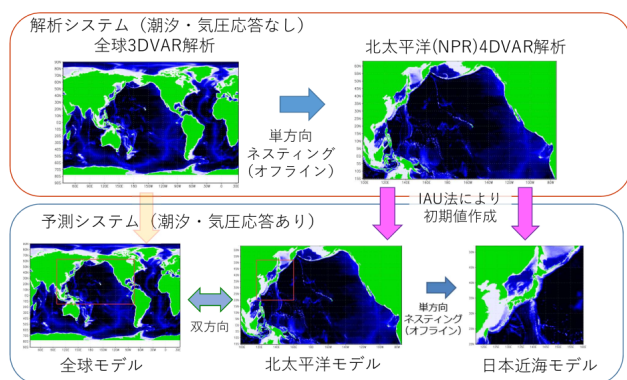 解析システム（潮汐・気圧応答なし）
全球3DVAR解析
北太平洋(NPR)4DVAR解析
単方向
ネスティング
(オフライン)
IAU法により
初期値作成
予測システム（潮汐・気圧応答あり）
双方向
単方向
ネスティング
(オフライン)
全球モデル
北太平洋モデル
日本近海モデル